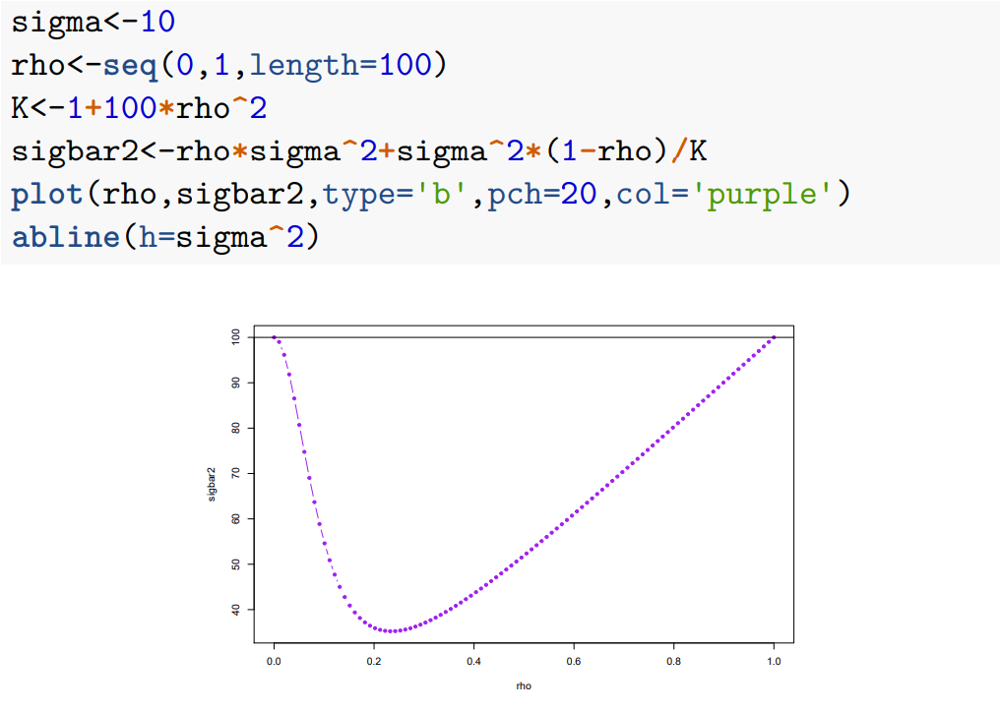 sigma<-10
rho<-seq(0,1,length=100)
K<-1+100*rho^2
sigbar2<-rho*sigma^2+sigma^2*(1-rho)/K
plot(rho,sigbar2,type='b',pch=20,col='purple')
abline(h=sigma^2)
100
90
80
70
60
50
40
sigbar2
0.0 0.2 0.4 0.6 0.8 1.0
rho